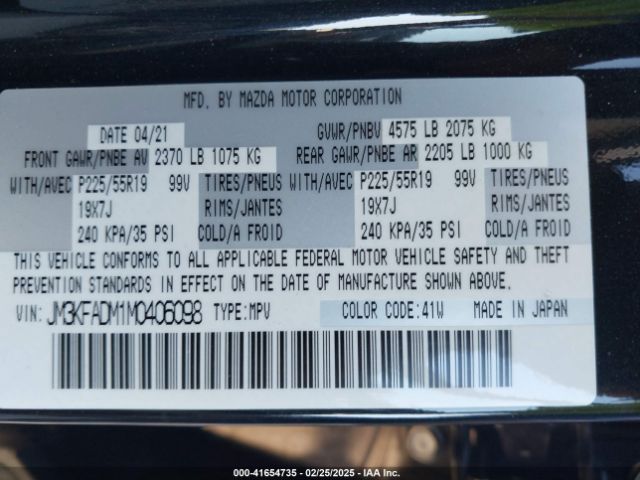 MFD. BY MAZDA MOTOR CORPORATION
DATE 04/21 GVWR/PNBV 4575 LB 2075 KG
FRONT GAWR/PNBE AV 2370 LB 1075 KG REAR GAWR/PNBE AR 2205 LB 1000 KG
WITH/AVEC P225/55R19 99V TIRES/PNEUS WITH/AVEC P225/55R19 99V TIRES/PNEUS
19X7J RIMS/JANTES 19X7J RIMS/JANTES
240 KPA/35 PSI COLD/A FROID 240 KPA/35 PSI COLD/A FROID
THIS VEHICLE CONFORMS TO ALL APPLICABLE FEDERAL MOTOR VEHICLE SAFETY AND THEFT
PREVENTION STANDARDS IN EFFECT ON THE DATE OF MANUFACTURE SHOWN ABOVE.
VIN: JM3KFADM1M0406098 TYPE:MPV COLOR CODE:41W MADE IN JAPAN
000-41654735 - 02/25/2025 - IAA Inc.